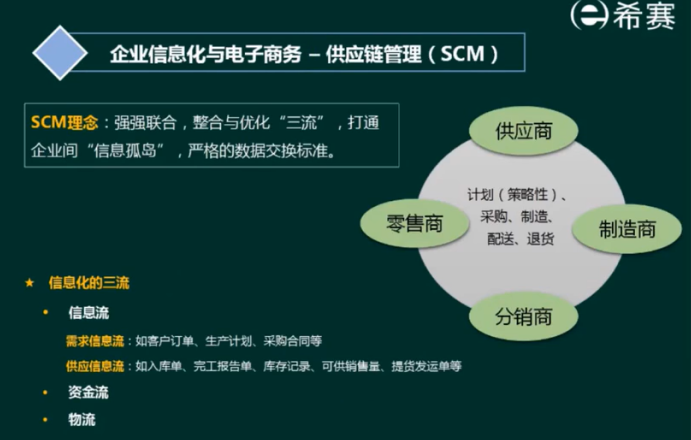 希赛
企业信息化与电子商务 – 供应链管理（SCM）
SCM理念：强强联合，整合与优化“三流”，打通
企业间“信息孤岛”，严格的数据交换标准。
供应商
计划（策略性）、
采购、制造、
配送、退货
零售商
制造商
分销商
★ 信息化的三流
• 信息流
需求信息流：如客户订单、生产计划、采购合同等
供应信息流：如入库单、完工报告单、库存记录、可供销售量、提货发运单等
• 资金流
• 物流